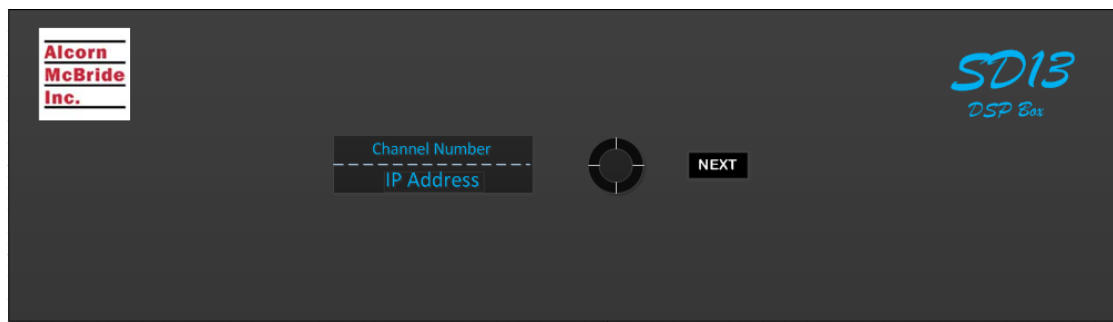 Alcorn
McBride
Inc.
SD13
DSP Box
Channel Number
IP Address
NEXT